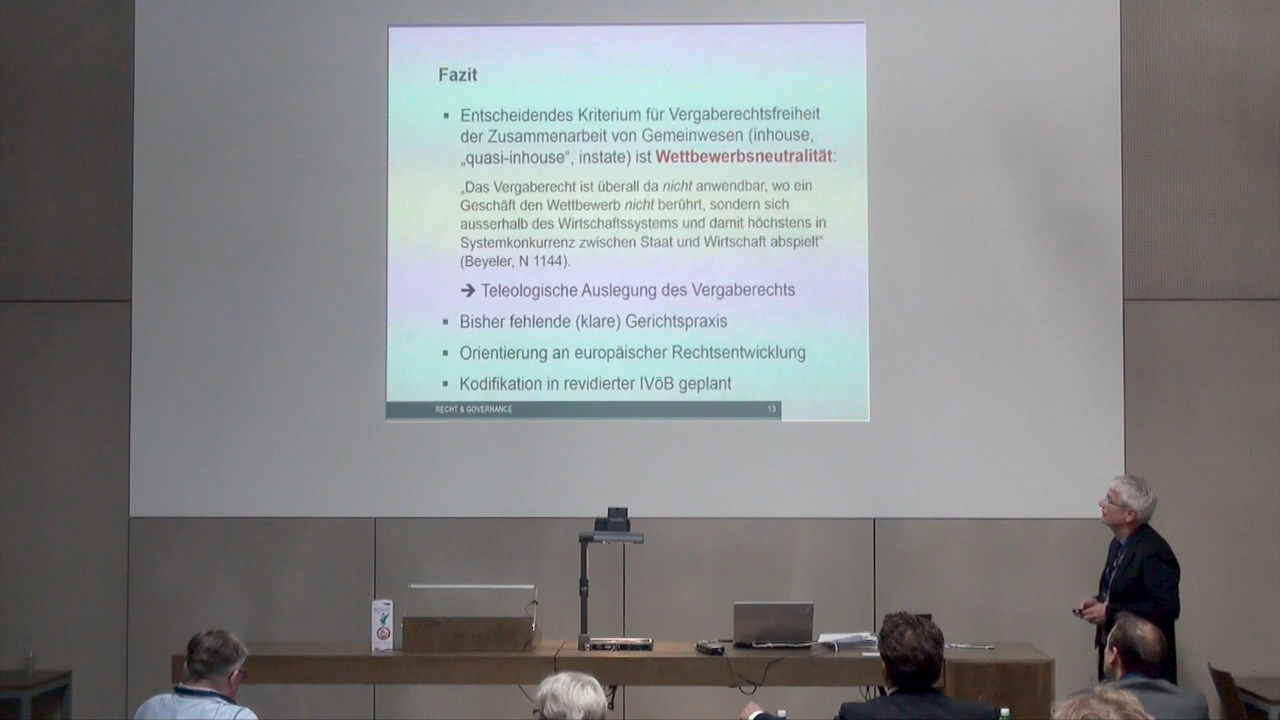 Fazit
▪ Entscheidendes Kriterium für Vergaberechtsfreiheit
der Zusammenarbeit von Gemeinwesen (inhouse,
„quasi-inhouse“, instate) ist Wettbewerbsneutralität:
„Das Vergaberecht ist überall da nicht anwendbar, wo ein
Geschäft den Wettbewerb nicht berührt, sondern sich
ausserhalb des Wirtschaftssystems und damit höchstens in
Systemkonkurrenz zwischen Staat und Wirtschaft abspielt“
(Beyeler, N 1144).
➔ Teleologische Auslegung des Vergaberechts
▪ Bisher fehlende (klare) Gerichtspraxis
▪ Orientierung an europäischer Rechtsentwicklung
▪ Kodifikation in revidierter IVöB geplant
RECHT & GOVERNANCE 13